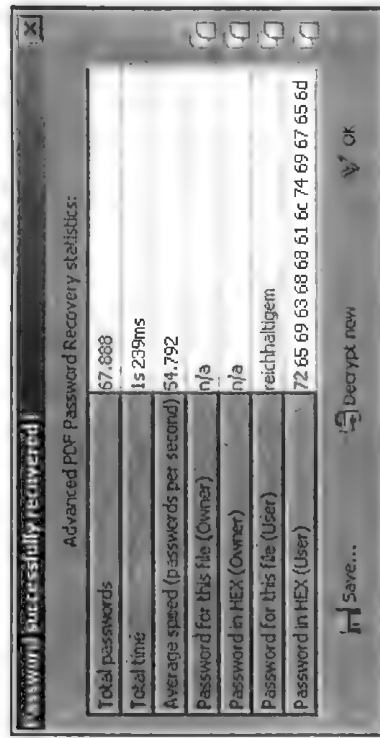 Password successfully recovered!
Advanced PDF Password Recovery statistics:
Total passwords 67.888
Total time 1s 239ms
Average speed (passwords per second) 54.792
Password for this file (Owner) n/a
Password in HEX (Owner) n/a
Password for this file (User) reichhaltigem
Password in HEX (User) 72 65 69 63 68 68 61 6c 74 69 67 65 6d
Save... Decrypt now OK